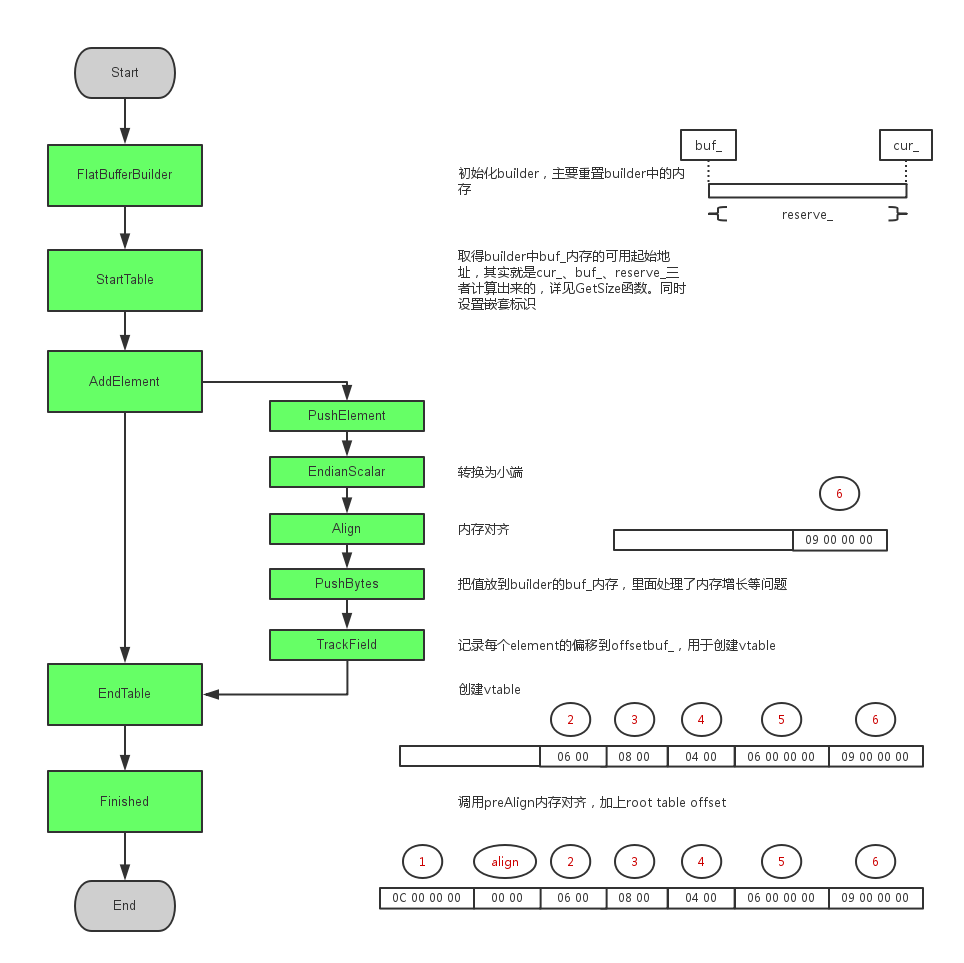 Start
FlatBufferBuilder
初始化builder，主要重置builder中的内
存
buf_
cur_
reserve_
StartTable
取得builder中buf_内存的可用起始地
址，其实就是cur_、buf_、reserve_三
者计算出来的，详见GetSize函数。同时
设置嵌套标识
AddElement
PushElement
EndianScalar
转换为小端
Align
内存对齐
6
09 00 00 00
PushBytes
把值放到builder的buf_内存，里面处理了内存增长等问题
TrackField
记录每个element的偏移到offsetbuf_，用于创建vtable
EndTable
创建vtable
2 3 4 5 6
06 00 08 00 04 00 06 00 00 00 09 00 00 00
Finished
调用preAlign内存对齐，加上root table offset
1 align 2 3 4 5 6
0C 00 00 00 00 00 06 00 08 00 04 00 06 00 00 00 09 00 00 00
End